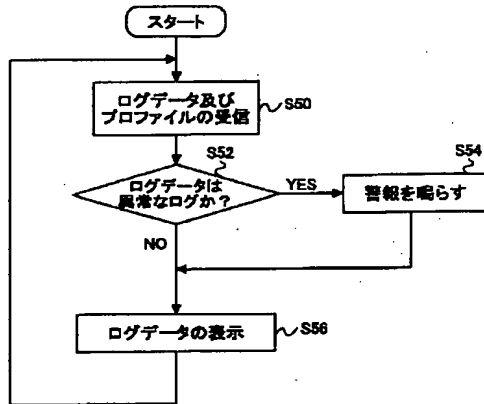 スタート
ログデータ及び
プロファイルの受信
S50
S52
ログデータは
異常なログか？
YES
S54
警報を鳴らす
NO
ログデータの表示
S56